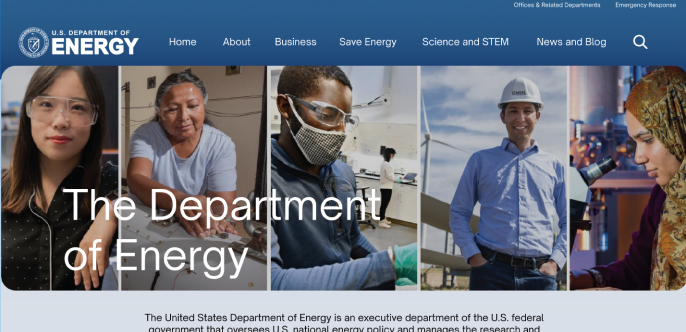 Offices & Related Departments Emergency Response
U.S. DEPARTMENT OF
ENERGY
Home About Business Save Energy Science and STEM News and Blog
The Department
of Energy
The United States Department of Energy is an executive department of the U.S. federal
government that oversees U.S. national energy policy and manages the research and